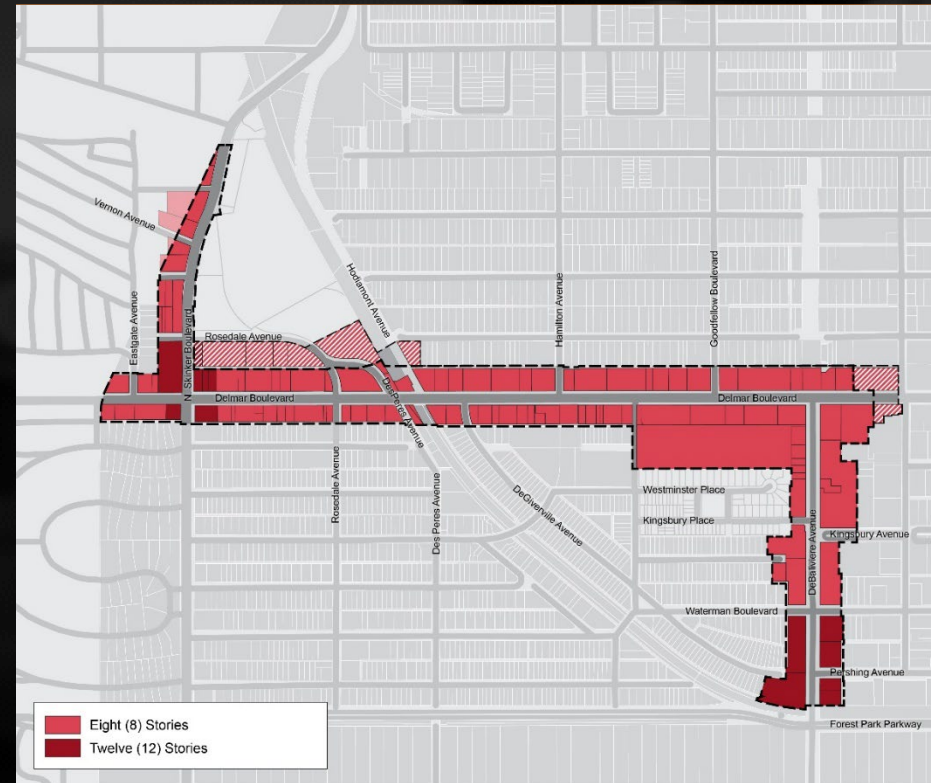 Vernon Avenue
Eastgate Avenue
N. Skinker Boulevard
Rosedale Avenue
Hodiamont Avenue
Hamilton Avenue
Goodfellow Boulevard
Delmar Boulevard
DesPeres Avenue
Delmar Boulevard
Rosedale Avenue
Des Peres Avenue
DeGiverville Avenue
Westminster Place
Kingsbury Place
Kingsbury Avenue
DeBaliviere Avenue
Waterman Boulevard
Pershing Avenue
Forest Park Parkway
Eight (8) Stories
Twelve (12) Stories